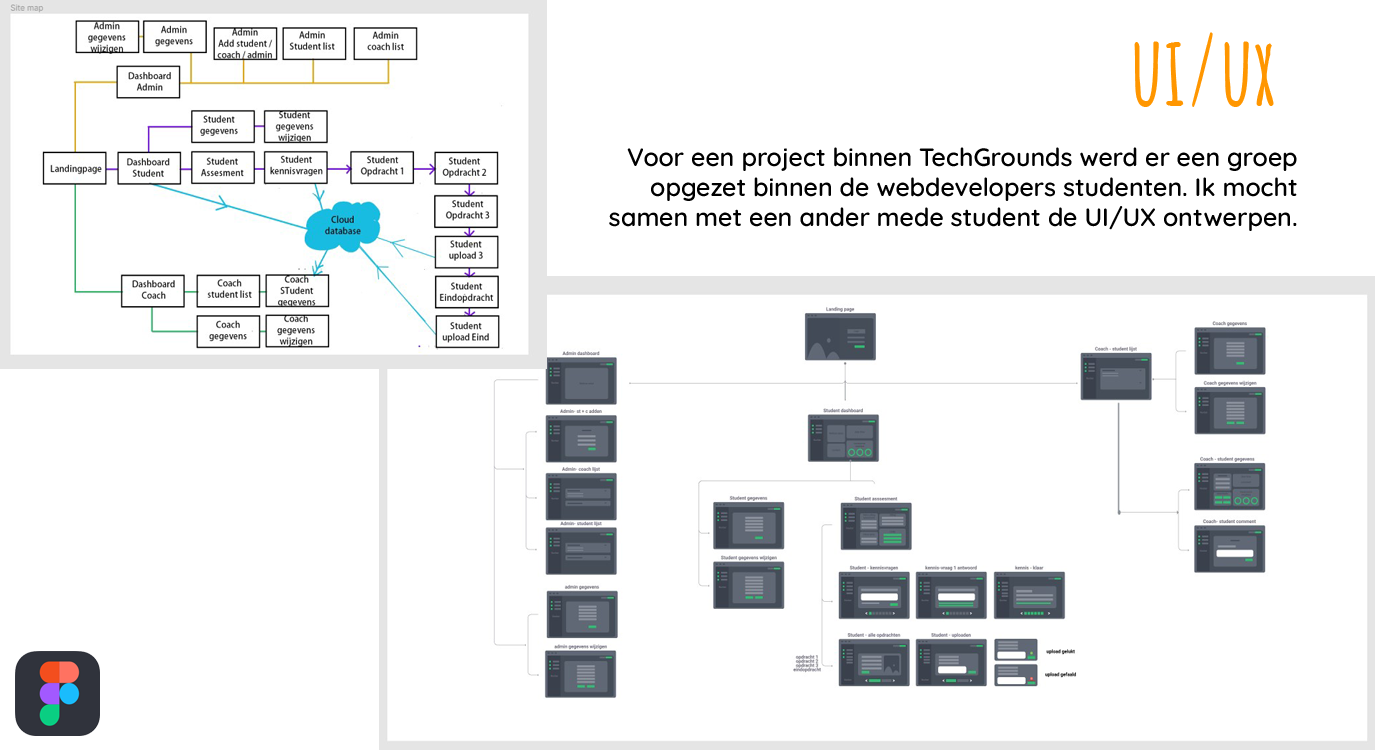 Site map
Admin
gegevens
wijzigen
Admin
gegevens
Admin
Add student /
coach / admin
Admin
Student list
Admin
coach list
Dashboard
Admin
Student
gegevens
Student
gegevens
wijzigen
Landingpage
Dashboard
Student
Student
Assesment
Student
kennisvragen
Student
Opdracht 1
Student
Opdracht 2
Student
Opdracht 3
Cloud
database
Student
upload 3
Dashboard
Coach
Coach
student list
Coach
STudent
gegevens
Student
Eindopdracht
Coach
gegevens
Coach
gegevens
wijzigen
Student
upload Eind
UI/UX
Voor een project binnen TechGrounds werd er een groep
opgezet binnen de webdevelopers studenten. Ik mocht
samen met een ander mede student de UI/UX ontwerpen.
Landing page
Admin dashboard
Admin- st + c adden
Admin- coach lijst
Admin- student lijst
admin gegevens
admin gegevens wijzigen
Student dashboard
Student gegevens
Student gegevens wijzigen
Student assessment
Student - kennisvragen
kennis-vraag 1 antwoord
kennis - klaar
Student - alle opdrachten
Student - uploaden
opdracht 1
opdracht 2
opdracht 3
eindopdracht
upload gelukt
upload gefaald
Coach - student lijst
Coach gegevens
Coach gegevens wijzigen
Coach - student gegevens
Coach- student comment